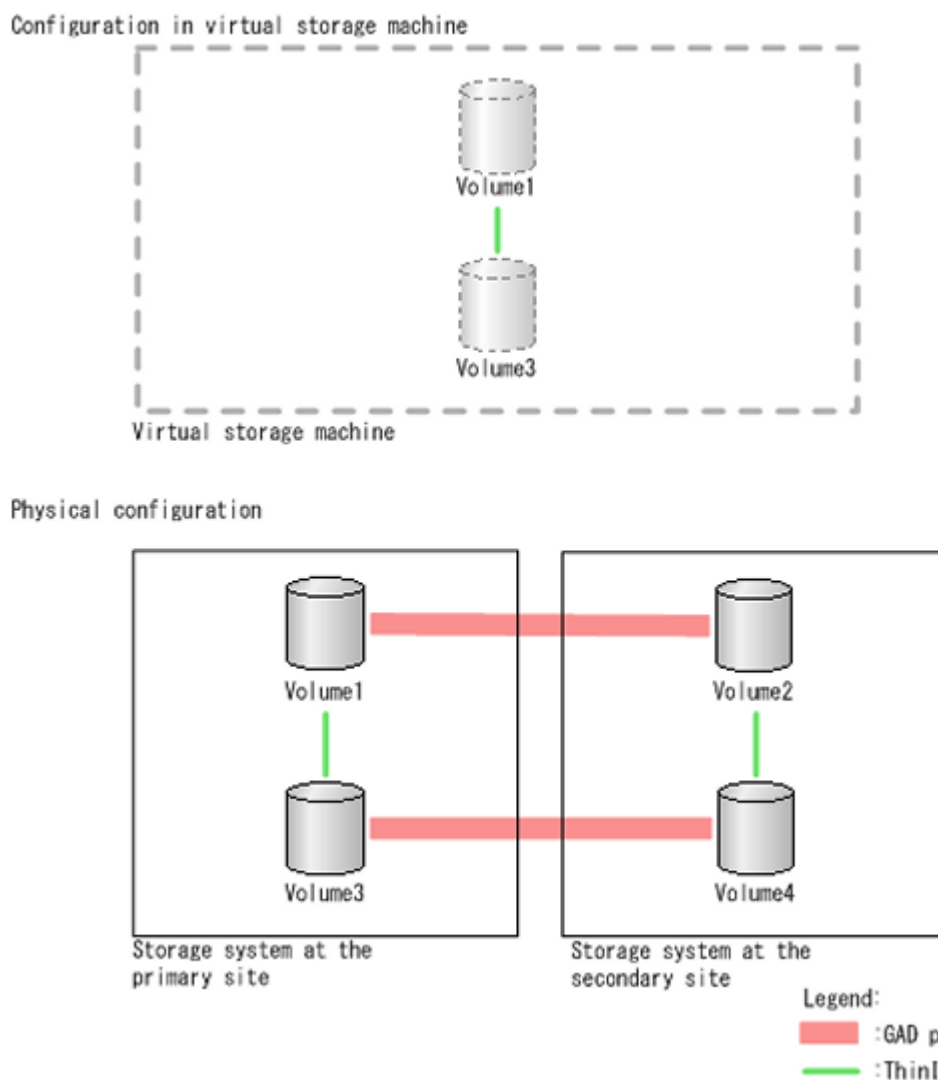 Configuration in virtual storage machine
Volume1
Volume3
Virtual storage machine
Physical configuration
Volume1
Volume2
Volume3
Volume4
Storage system at the
primary site
Storage system at the
secondary site
Legend:
:GAD p
:ThinI